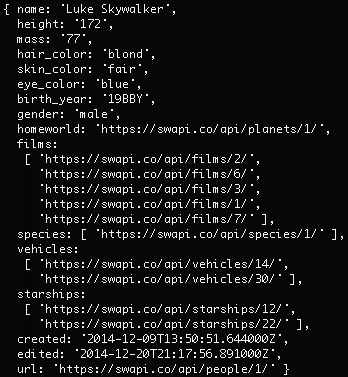 { name: 'Luke Skywalker',
  height: '172',
  mass: '77',
  hair_color: 'blond',
  skin_color: 'fair',
  eye_color: 'blue',
  birth_year: '19BBY',
  gender: 'male',
  homeworld: 'https://swapi.co/api/planets/1/',
  films:
   [ 'https://swapi.co/api/films/2/',
     'https://swapi.co/api/films/6/',
     'https://swapi.co/api/films/3/',
     'https://swapi.co/api/films/1/',
     'https://swapi.co/api/films/7/' ],
  species: [ 'https://swapi.co/api/species/1/' ],
  vehicles:
   [ 'https://swapi.co/api/vehicles/14/',
     'https://swapi.co/api/vehicles/30/' ],
  starships:
   [ 'https://swapi.co/api/starships/12/',
     'https://swapi.co/api/starships/22/' ],
  created: '2014-12-09T13:50:51.644000Z',
  edited: '2014-12-20T21:17:56.891000Z',
  url: 'https://swapi.co/api/people/1/' }